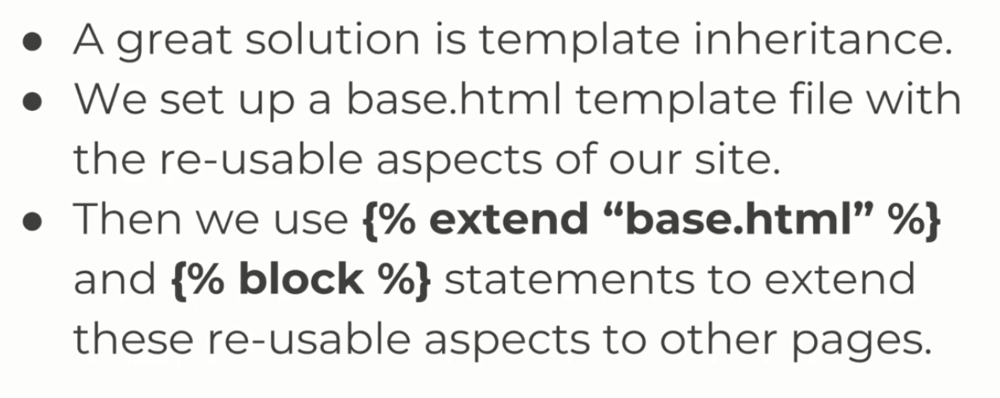 ● A great solution is template inheritance.
● We set up a base.html template file with
the re-usable aspects of our site.
● Then we use {% extend “base.html” %}
and {% block %} statements to extend
these re-usable aspects to other pages.